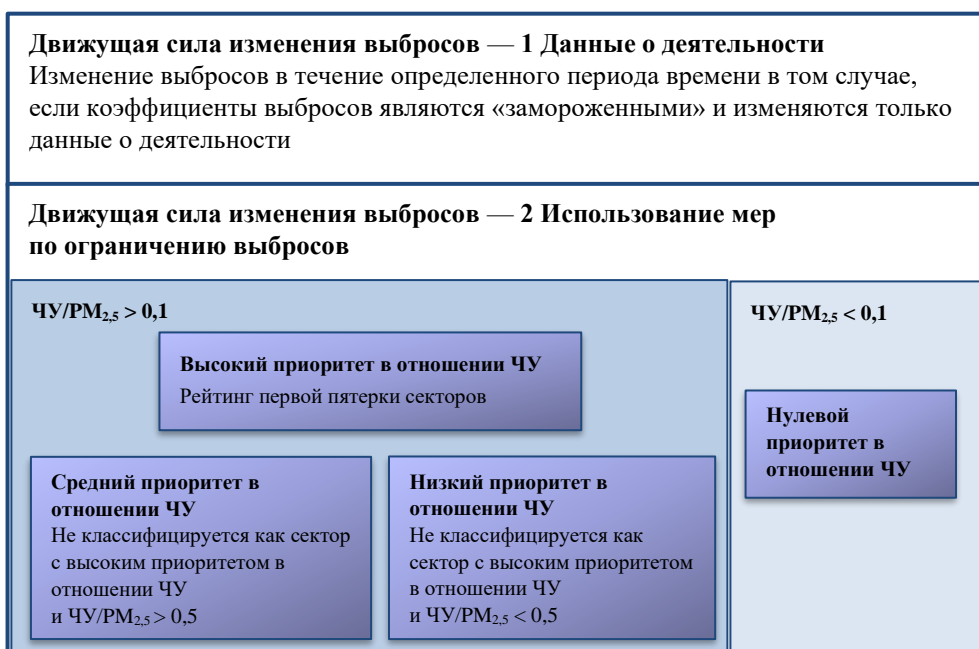 Движущая сила изменения выбросов — 1 Данные о деятельности
Изменение выбросов в течение определенного периода времени в том случае,
если коэффициенты выбросов являются «замороженными» и изменяются только
данные о деятельности
Движущая сила изменения выбросов — 2 Использование мер
по ограничению выбросов
ЧУ/PM2,5 > 0,1
Высокий приоритет в отношении ЧУ
Рейтинг первой пятерки секторов
Средний приоритет в
отношении ЧУ
Не классифицируется как сектор
с высоким приоритетом в
отношении ЧУ
и ЧУ/PM2,5 > 0,5
Низкий приоритет в
отношении ЧУ
Не классифицируется как
сектор с высоким приоритетом
в отношении ЧУ
и ЧУ/PM2,5 < 0,5
ЧУ/PM2,5 < 0,1
Нулевой
приоритет в
отношении ЧУ